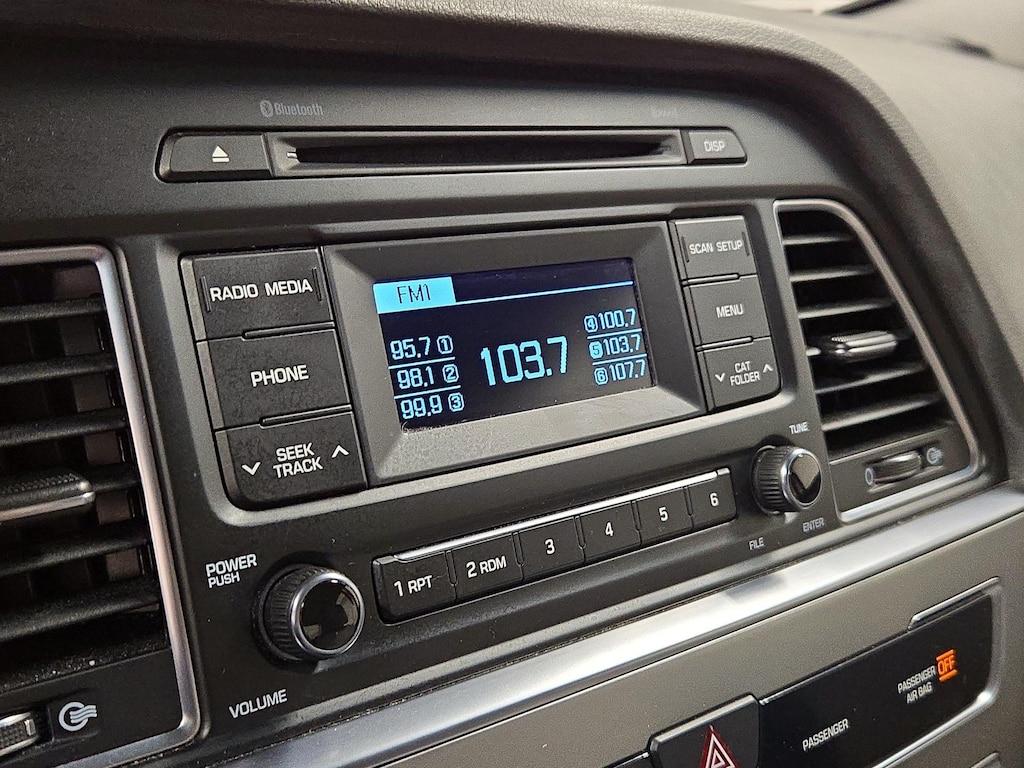 Bluetooth
DISP
RADIO MEDIA
PHONE
SEEK
TRACK
FM1
95.7 1
98.1 2
99.9 3
103.7
4 100.7
5 103.7
6 107.7
SCAN SETUP
MENU
CAT
FOLDER
TUNE
FILE
ENTER
1 RPT
2 RDM
3
4
5
6
POWER
PUSH
VOLUME
PASSENGER
AIR BAG
OFF
PASSENGER